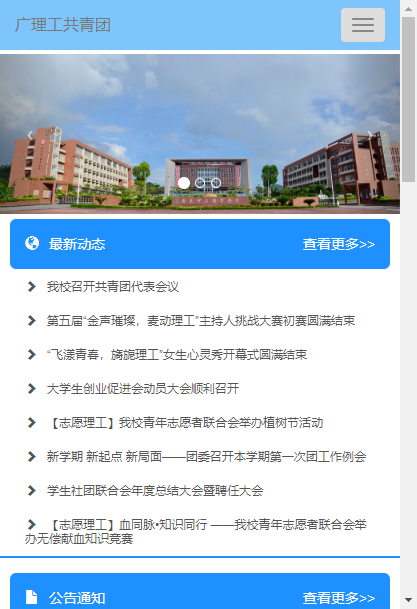 广理工共青团
最新动态 查看更多>>
我校召开共青团代表会议
第五届“金声璀璨，麦动理工”主持人挑战大赛初赛圆满结束
“飞漾青春，旖旎理工”女生心灵秀开幕式圆满结束
大学生创业促进会动员大会顺利召开
【志愿理工】我校青年志愿者联合会举办植树节活动
新学期 新起点 新局面——团委召开本学期第一次团工作例会
学生社团联合会年度总结大会暨聘任大会
【志愿理工】血同脉•知识同行 ——我校青年志愿者联合会举
办无偿献血知识竞赛
公告通知 查看更多>>